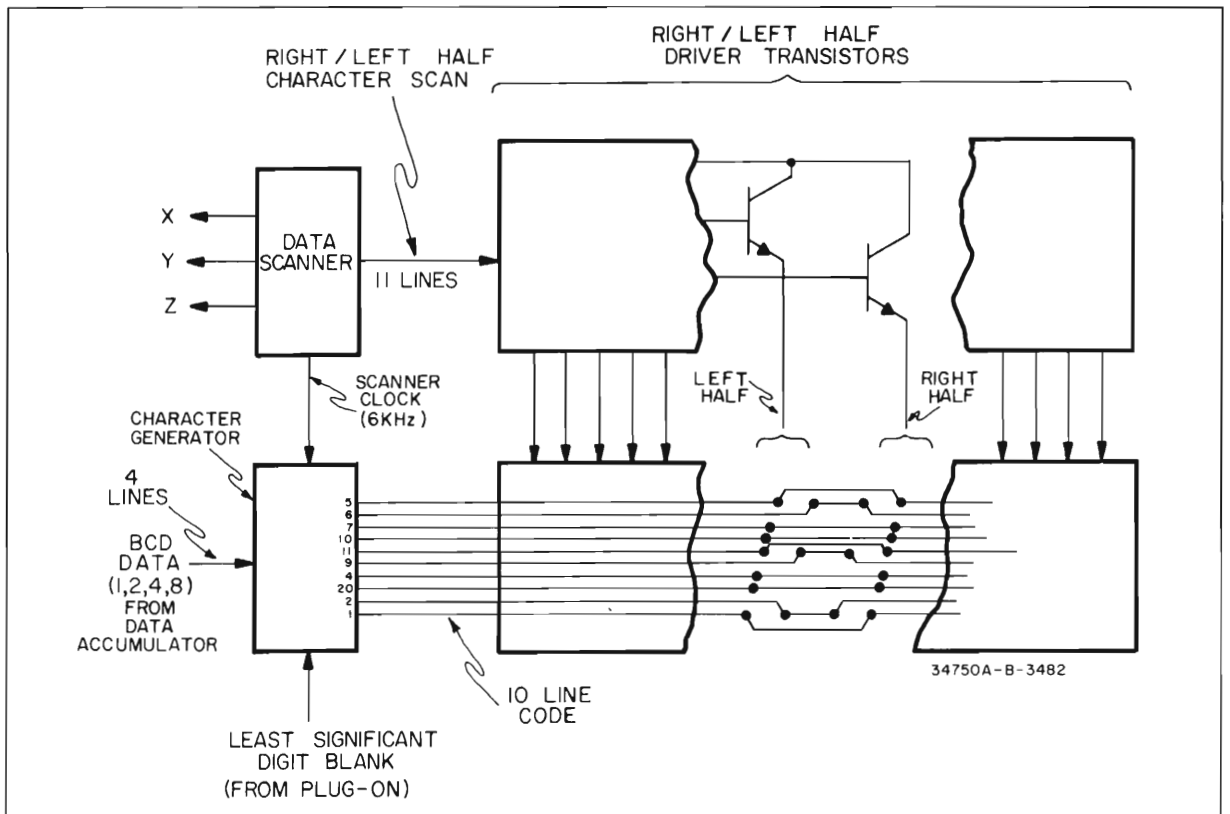 RIGHT / LEFT HALF
CHARACTER SCAN
RIGHT/LEFT HALF
DRIVER TRANSISTORS
X
Y
Z
DATA
SCANNER
11 LINES
SCANNER
CLOCK
(6KHz)
LEFT
HALF
RIGHT
HALF
CHARACTER
GENERATOR
4
LINES
BCD
DATA
(1,2,4,8)
FROM
DATA
ACCUMULATOR
5
6
7
10
11
9
4
20
2
1
10 LINE
CODE
34750A-B-3482
LEAST SIGNIFICANT
DIGIT BLANK
(FROM PLUG-ON)